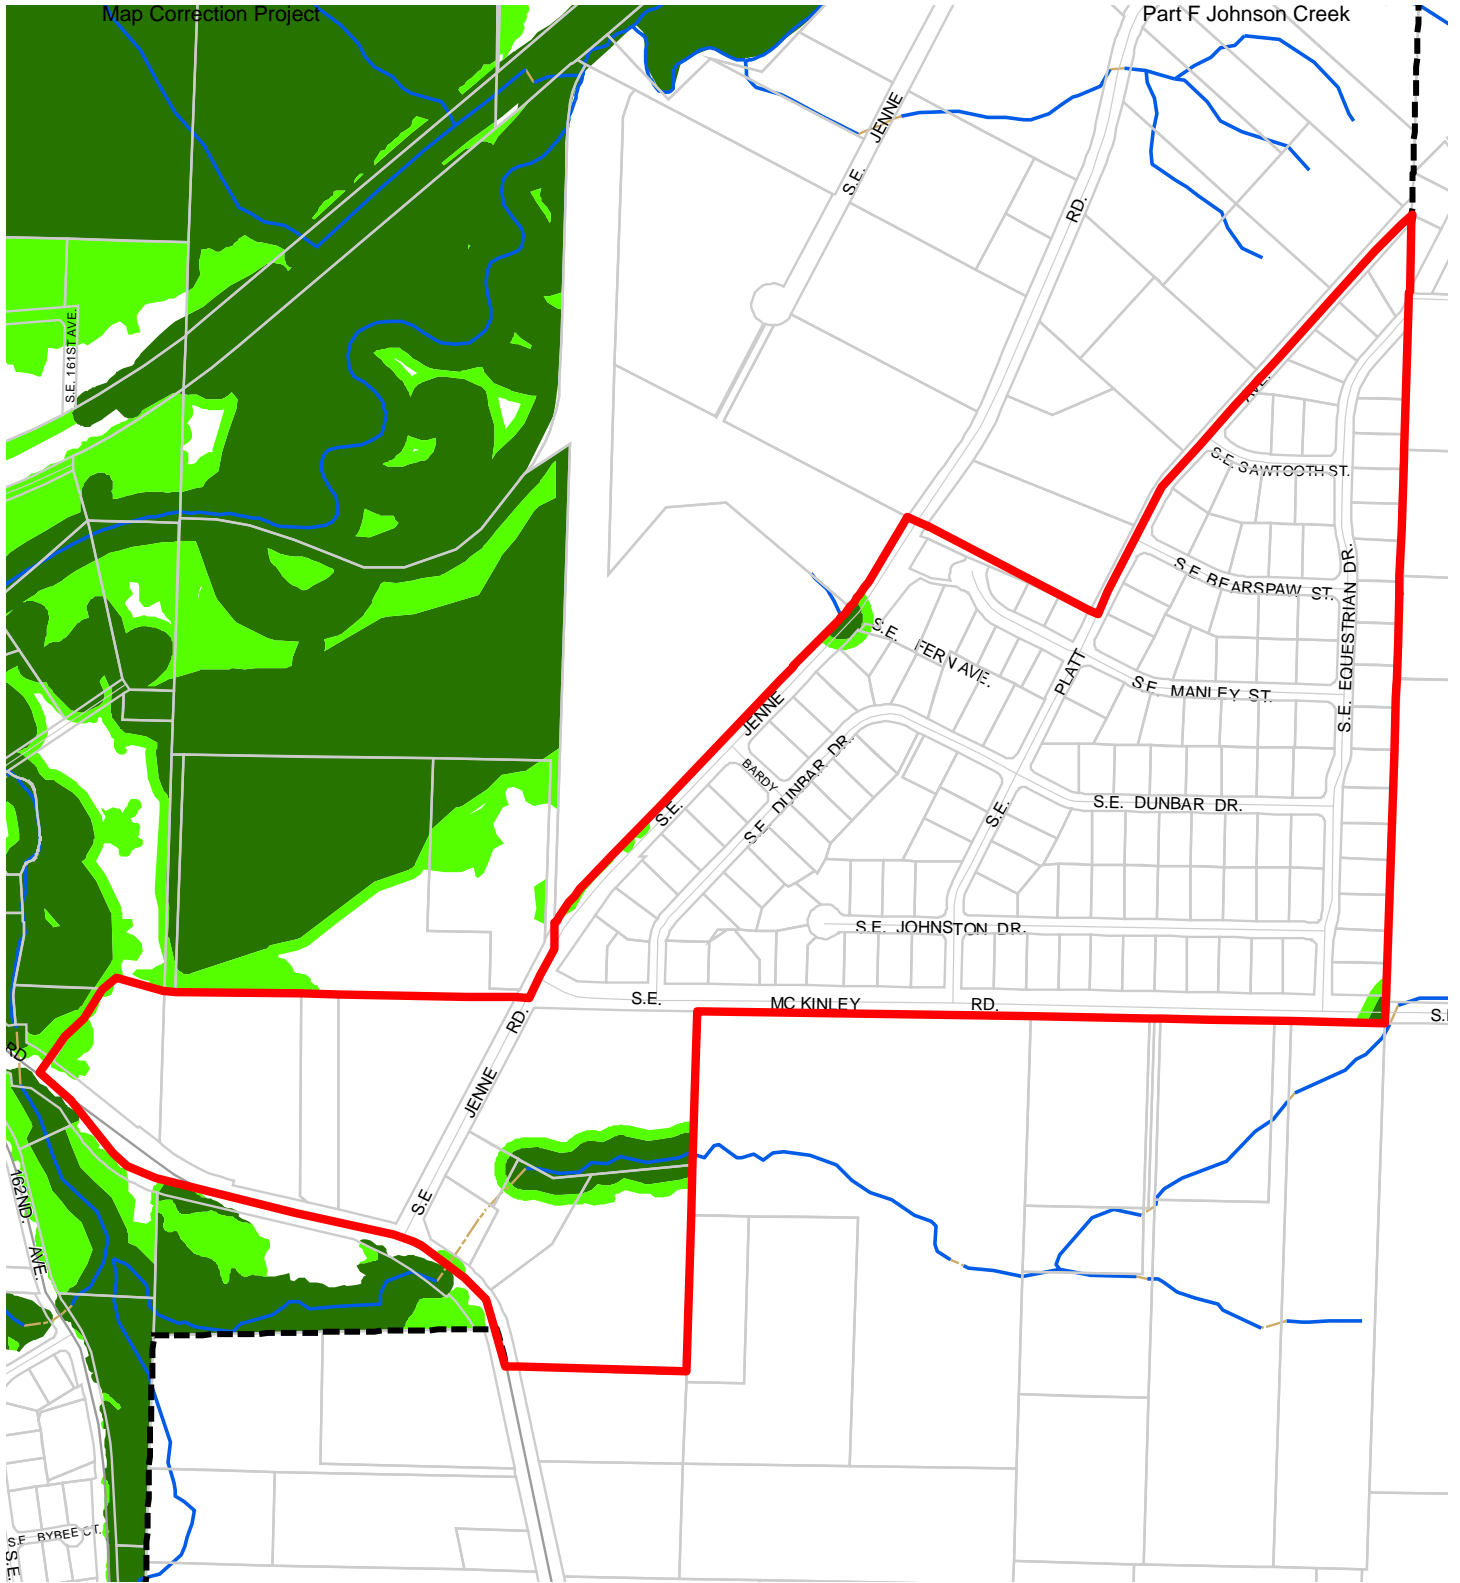 Map Correction Project
Part F Johnson Creek
S.E. JENNE
RD.
S.E. 161ST AVE.
AVE.
S.E. SAWTOOTH ST.
S.E. BEARSPAW ST.
S.E. EQUESTRIAN DR.
S.E. FERN AVE.
PLATT
S.E. MANLEY ST.
JENNE
S.E. DUNBAR DR.
BARDY
S.E. DUNBAR DR.
S.E.
S.E.
S.E. JOHNSTON DR.
S.E. MC KINLEY RD.
RD.
RD
JENNE
S.E
162ND. AVE.
S.E. BYBEE CT.
S.E.